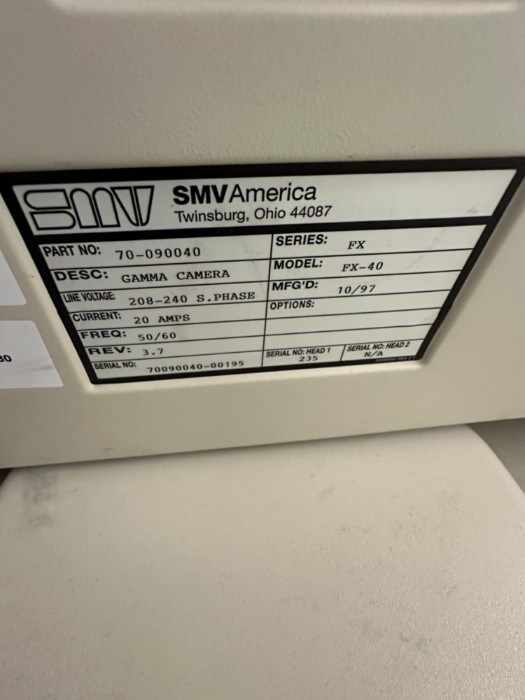 SMV SMVAmerica
Twinsburg, Ohio 44087
PART NO: 70-090040
DESC: GAMMA CAMERA
LINE VOLTAGE: 208-240 S.PHASE
CURRENT: 20 AMPS
FREQ: 50/60
REV: 3.7
SERIAL NO: 70090040-00195
SERIES: FX
MODEL: FX-40
MFG'D: 10/97
OPTIONS:
SERIAL NO: HEAD 1 235
SERIAL NO: HEAD 2 N/A